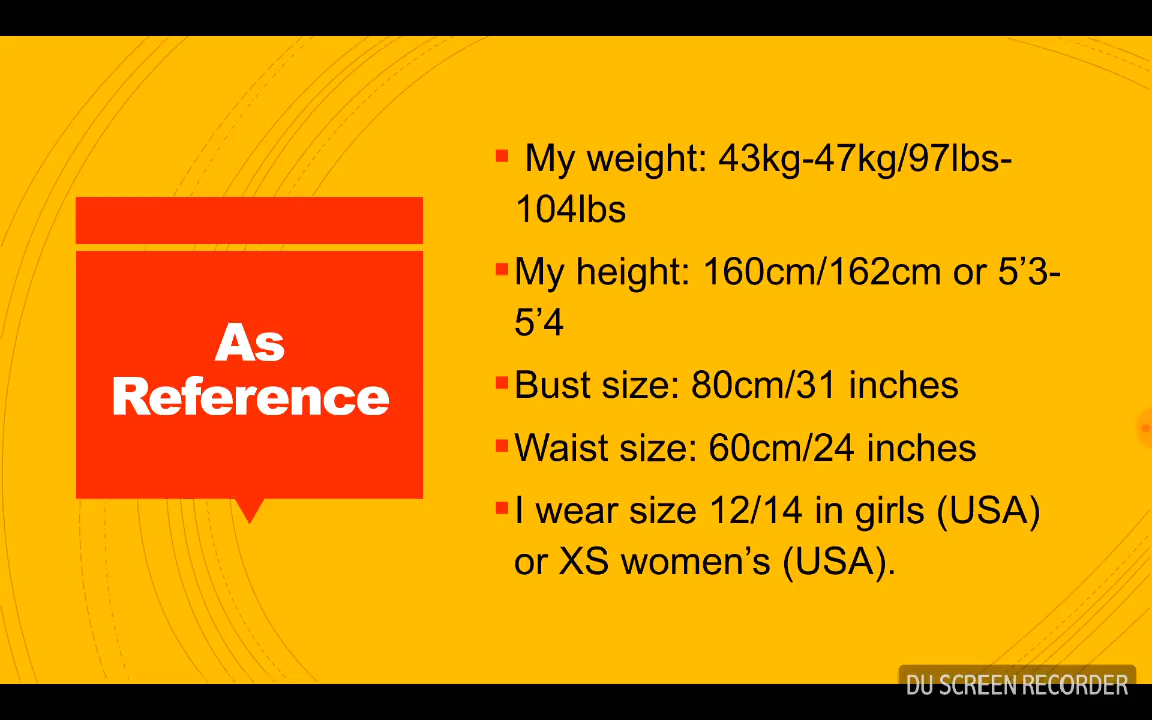 As
Reference
My weight: 43kg-47kg/97lbs-
104lbs
My height: 160cm/162cm or 5’3-
5’4
Bust size: 80cm/31 inches
Waist size: 60cm/24 inches
I wear size 12/14 in girls (USA)
or XS women’s (USA).
DU SCREEN RECORDER